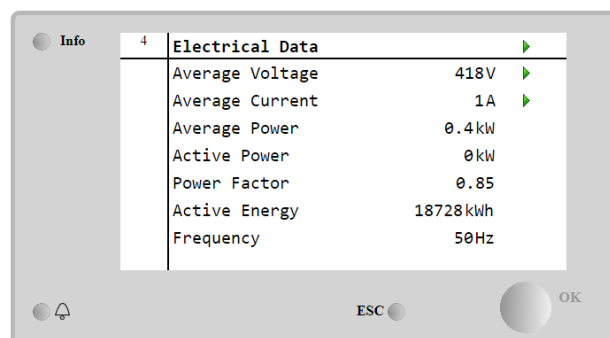 Info
4 Electrical Data
Average Voltage 418V
Average Current 1A
Average Power 0.4kW
Active Power 0kW
Power Factor 0.85
Active Energy 18728kWh
Frequency 50Hz
ESC
OK